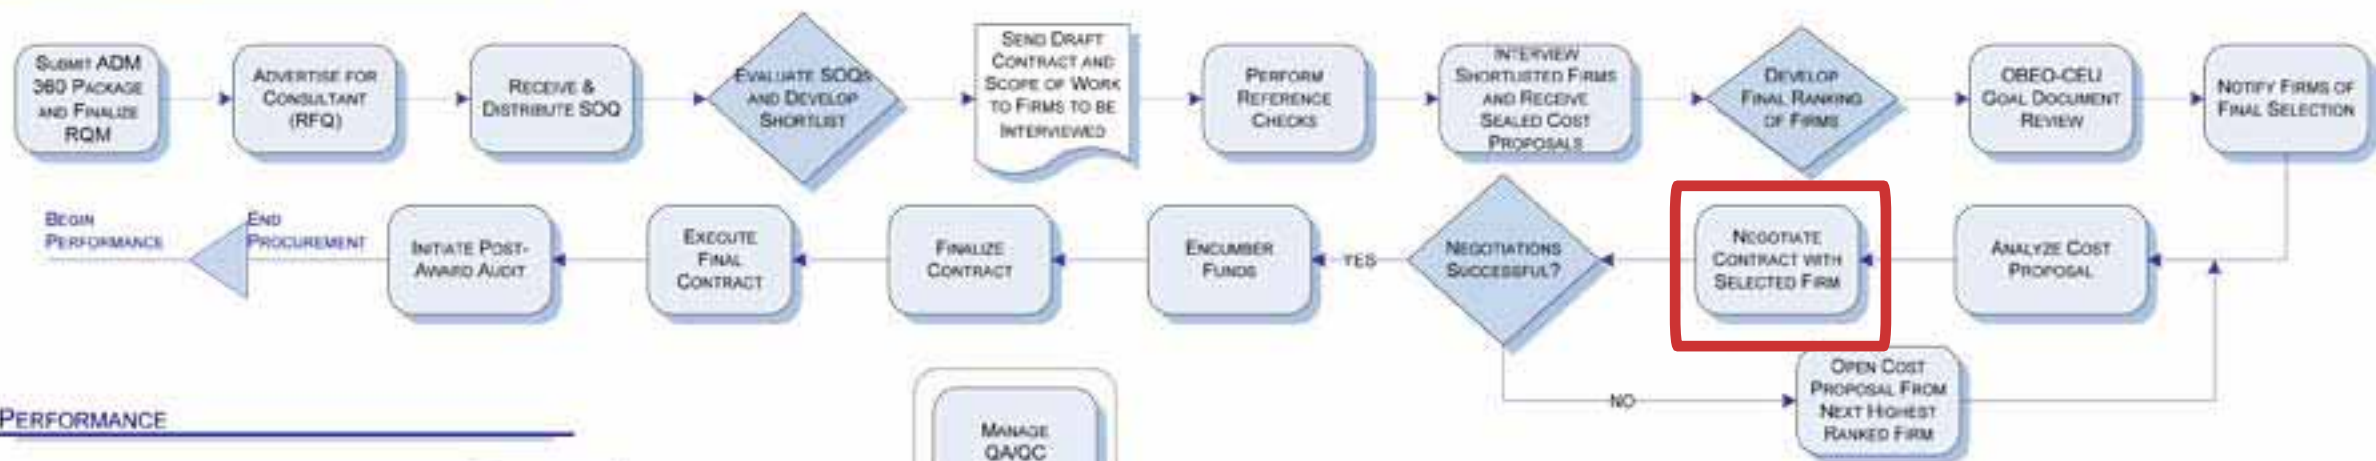 SUBMIT ADM
360 PACKAGE
AND FINALIZE
RQM
ADVERTISE FOR
CONSULTANT
(RFQ)
RECEIVE &
DISTRIBUTE SOQ
EVALUATE SOQS
AND DEVELOP
SHORTLIST
SEND DRAFT
CONTRACT AND
SCOPE OF WORK
TO FIRMS TO BE
INTERVIEWED
PERFORM
REFERENCE
CHECKS
INTERVIEW
SHORTLISTED FIRMS
AND RECEIVE
SEALED COST
PROPOSALS
DEVELOP
FINAL RANKING
OF FIRMS
OBEO-CELI
GOAL DOCUMENT
REVIEW
NOTIFY FIRMS OF
FINAL SELECTION
BEGIN
PERFORMANCE
END
PROCUREMENT
INITIATE POST-
AWARD AUDIT
EXECUTE
FINAL
CONTRACT
FINALIZE
CONTRACT
ENCUMBER
FUNDS
YES
NEGOTIATIONS
SUCCESSFUL?
NEGOTIATE
CONTRACT WITH
SELECTED FIRM
ANALYZE COST
PROPOSAL
NO
OPEN COST
PROPOSAL FROM
NEXT HIGHEST
RANKED FIRM
PERFORMANCE
MANAGE
QA/QC